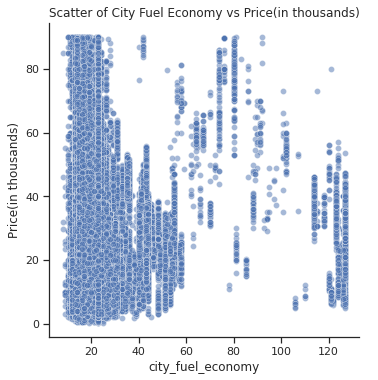 Scatter of City Fuel Economy vs Price(in thousands)
80
60
40
20
0
Price(in thousands)
20 40 60 80 100 120
city_fuel_economy